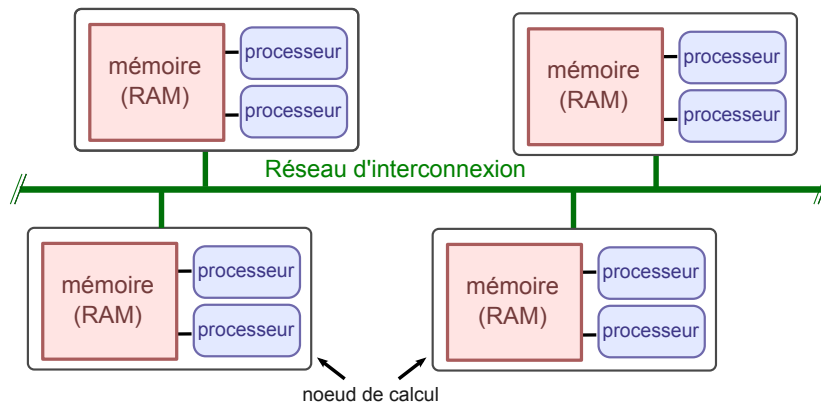 mémoire
(RAM)
processeur
processeur
mémoire
(RAM)
processeur
processeur
Réseau d'interconnexion
mémoire
(RAM)
processeur
processeur
mémoire
(RAM)
processeur
processeur
noeud de calcul